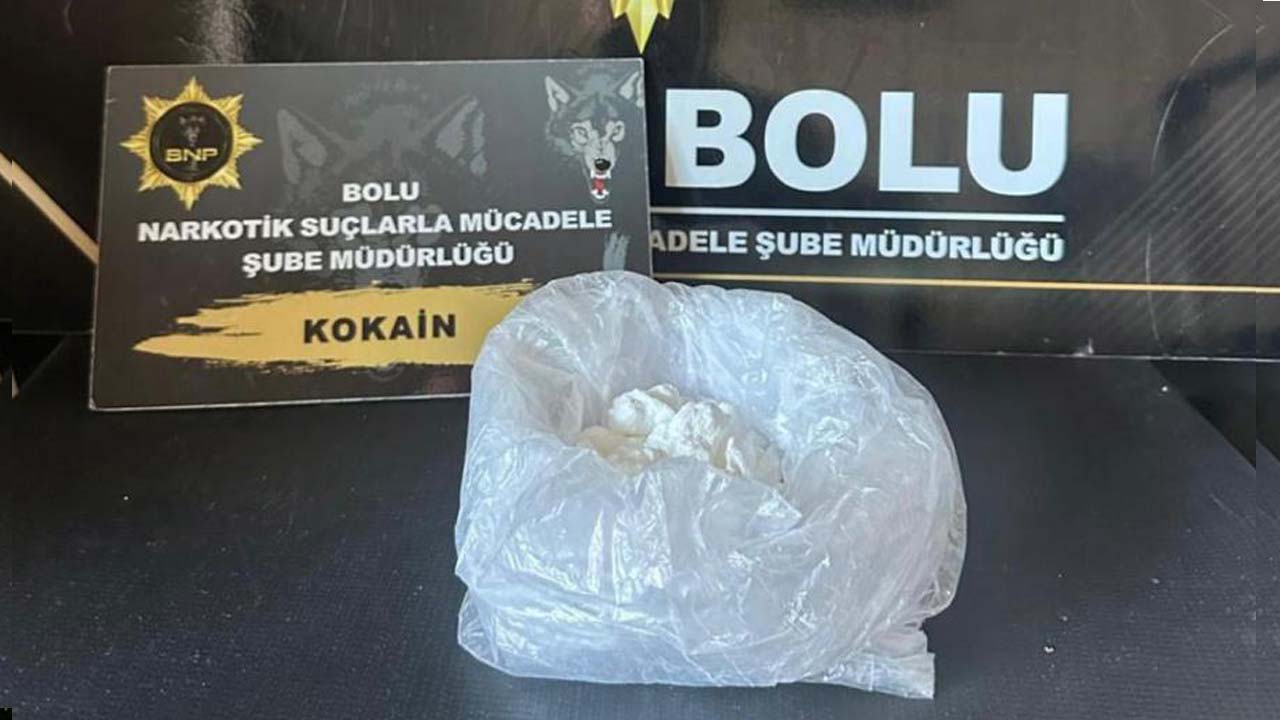 BNP
BOLU
NARKOTİK SUÇLARLA MÜCADELE
ŞUBE MÜDÜRLÜĞÜ
KOKAİN
BOLU
ADELE ŞUBE MÜDÜRLÜĞÜ